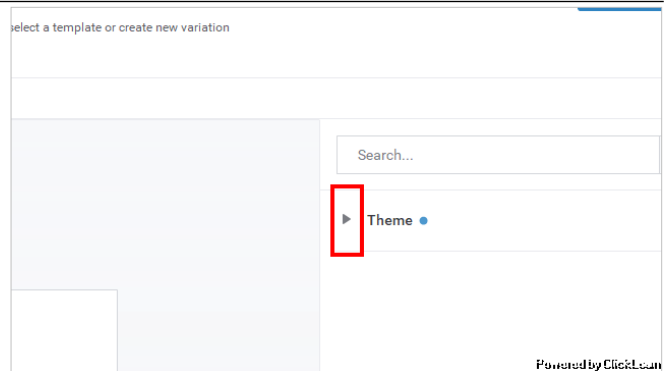 select a template or create new variation
Search...
Theme
Powered by ClickLearn